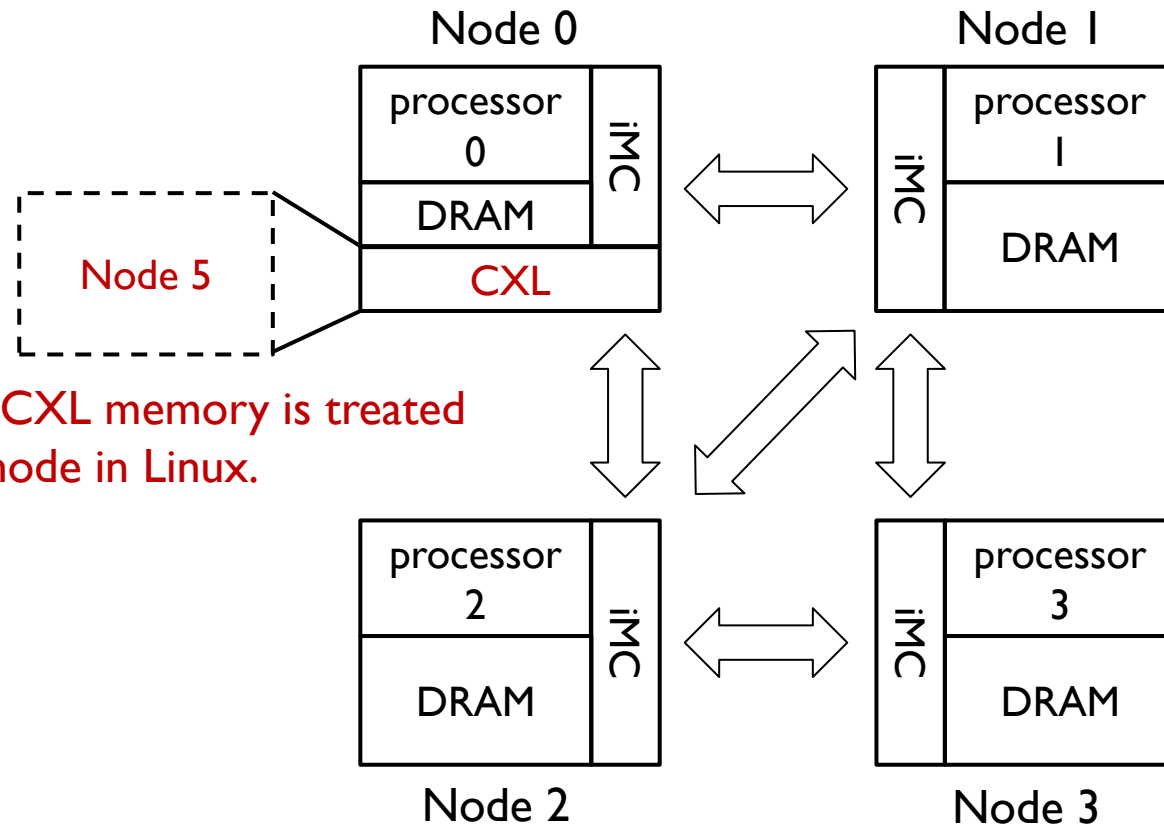 Node 0
Node 1
processor
0
iMC
DRAM
CXL
iMC
processor
1
DRAM
Node 5
CXL memory is treated
node in Linux.
processor
2
iMC
DRAM
iMC
processor
3
DRAM
Node 2
Node 3